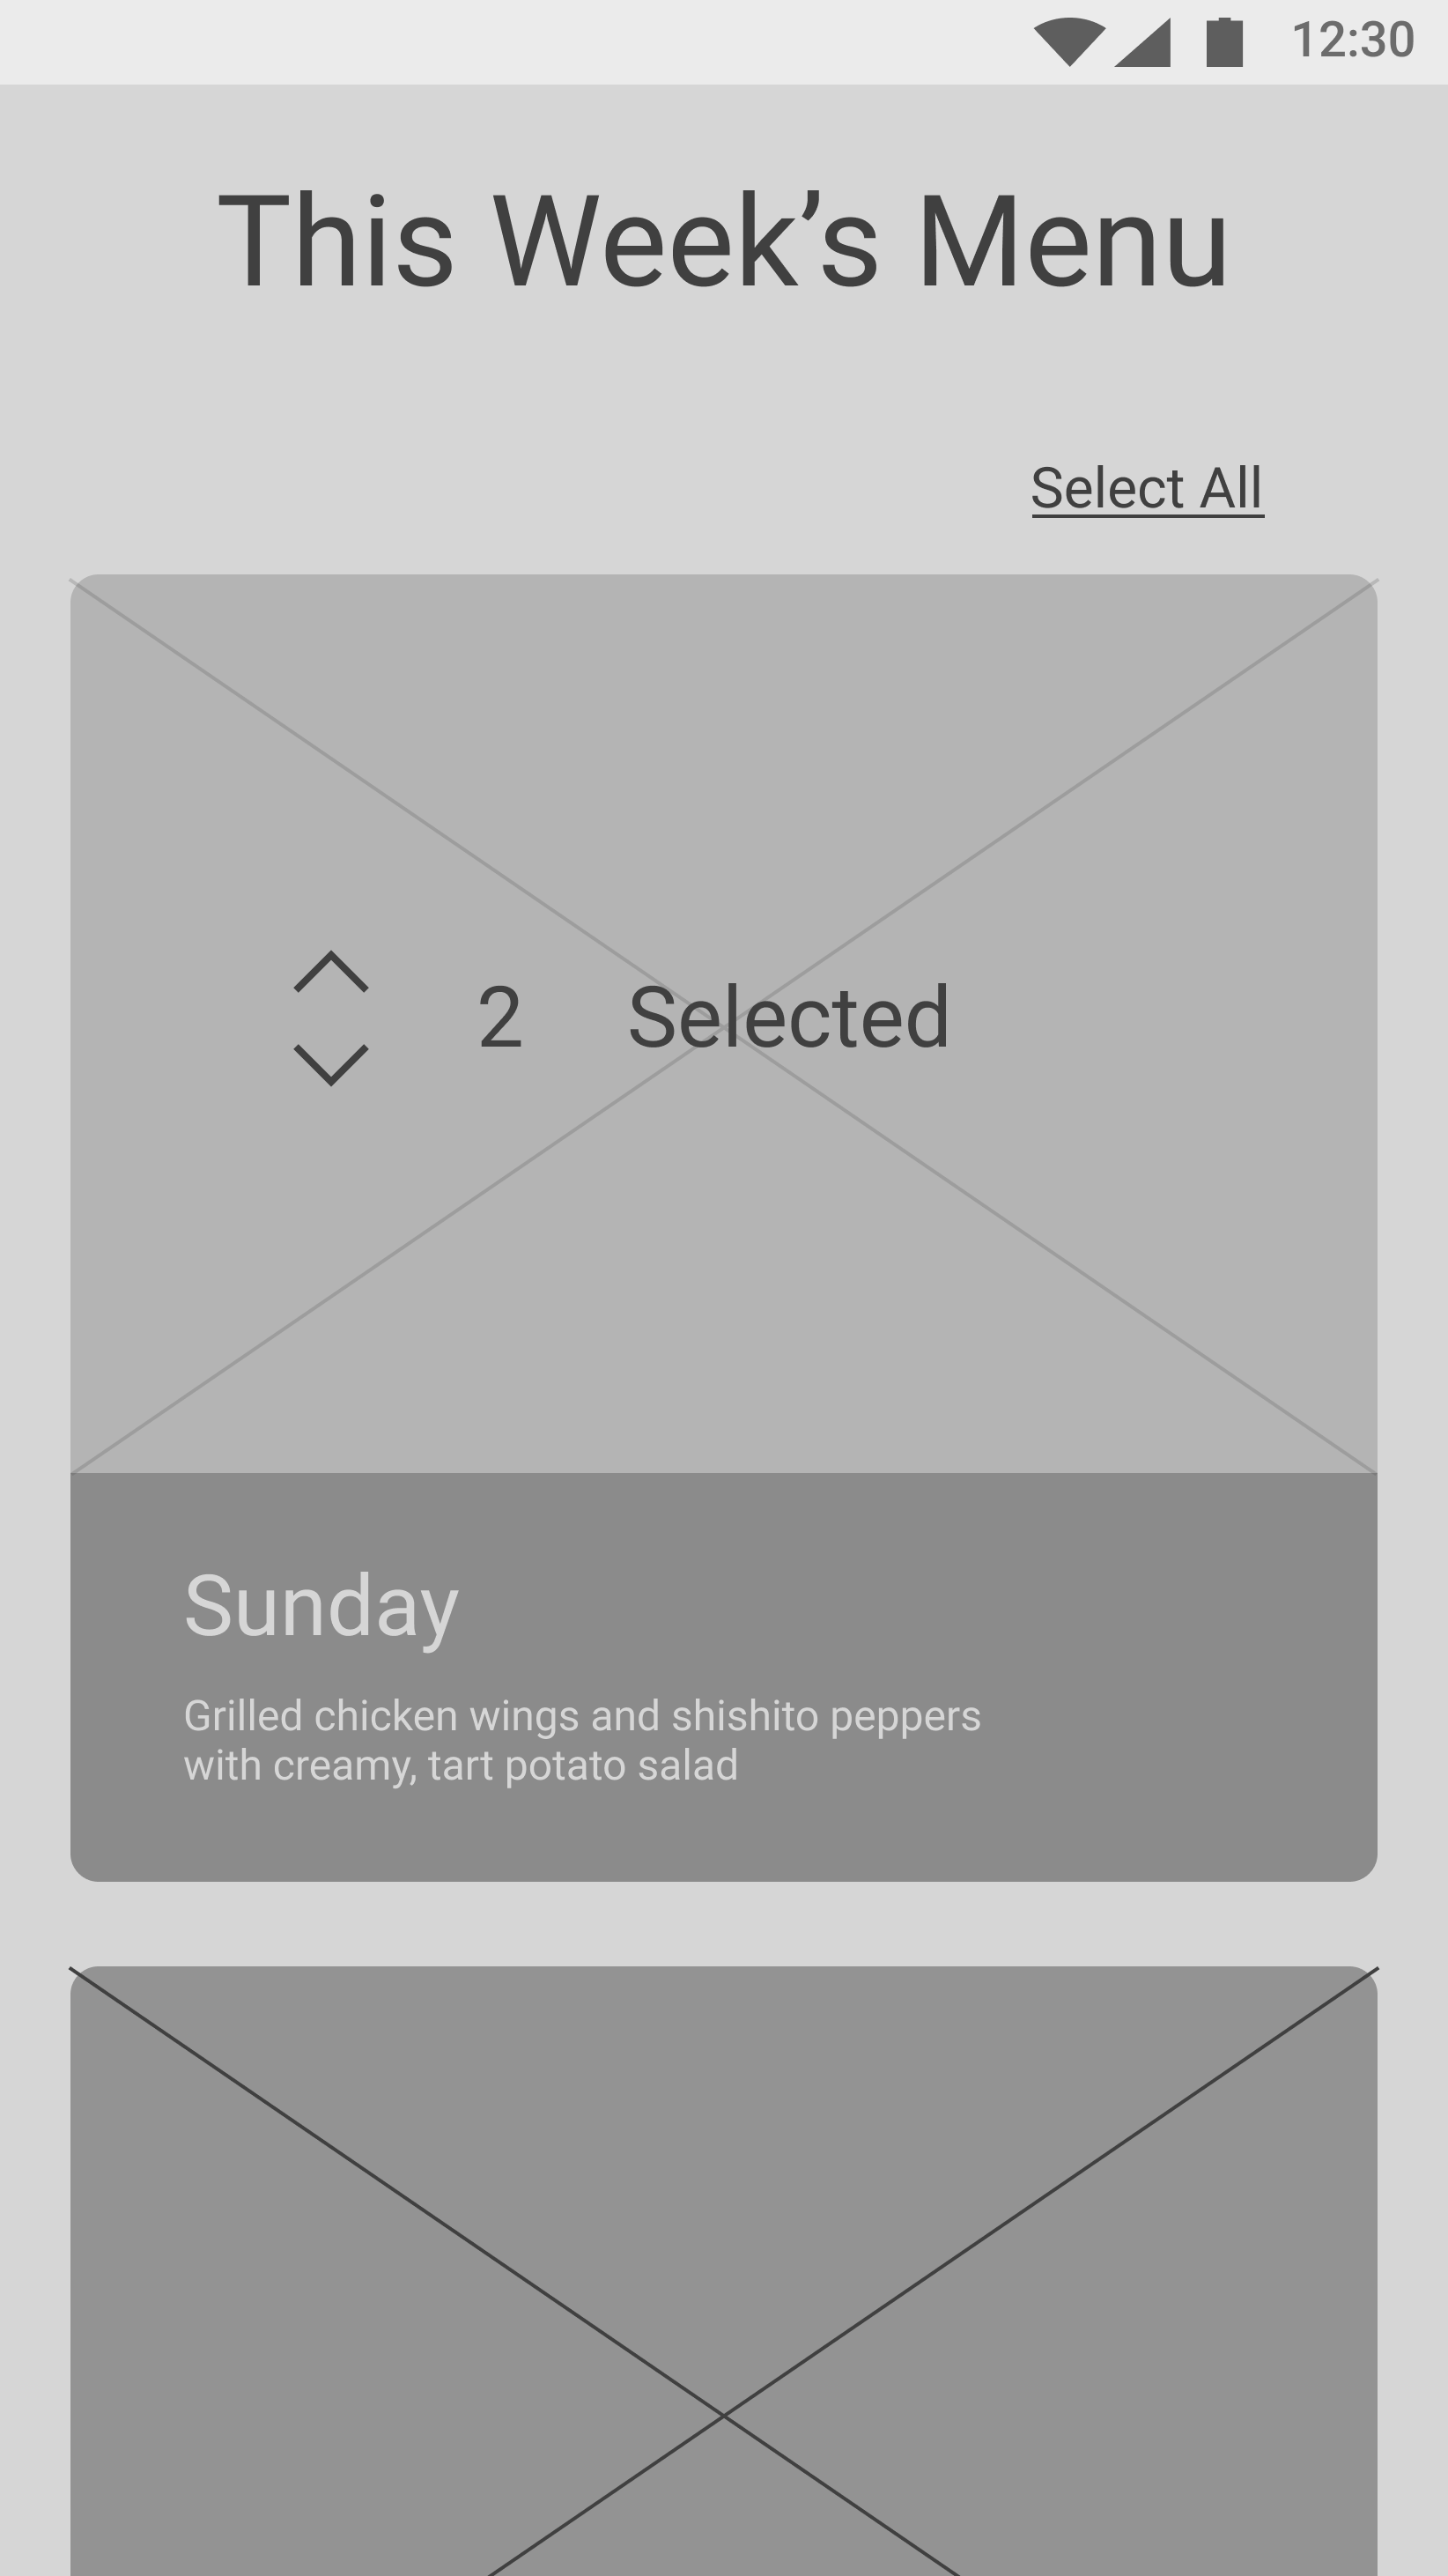 12:30
This Week’s Menu
Select All
2 Selected
Sunday
Grilled chicken wings and shishito peppers
with creamy, tart potato salad